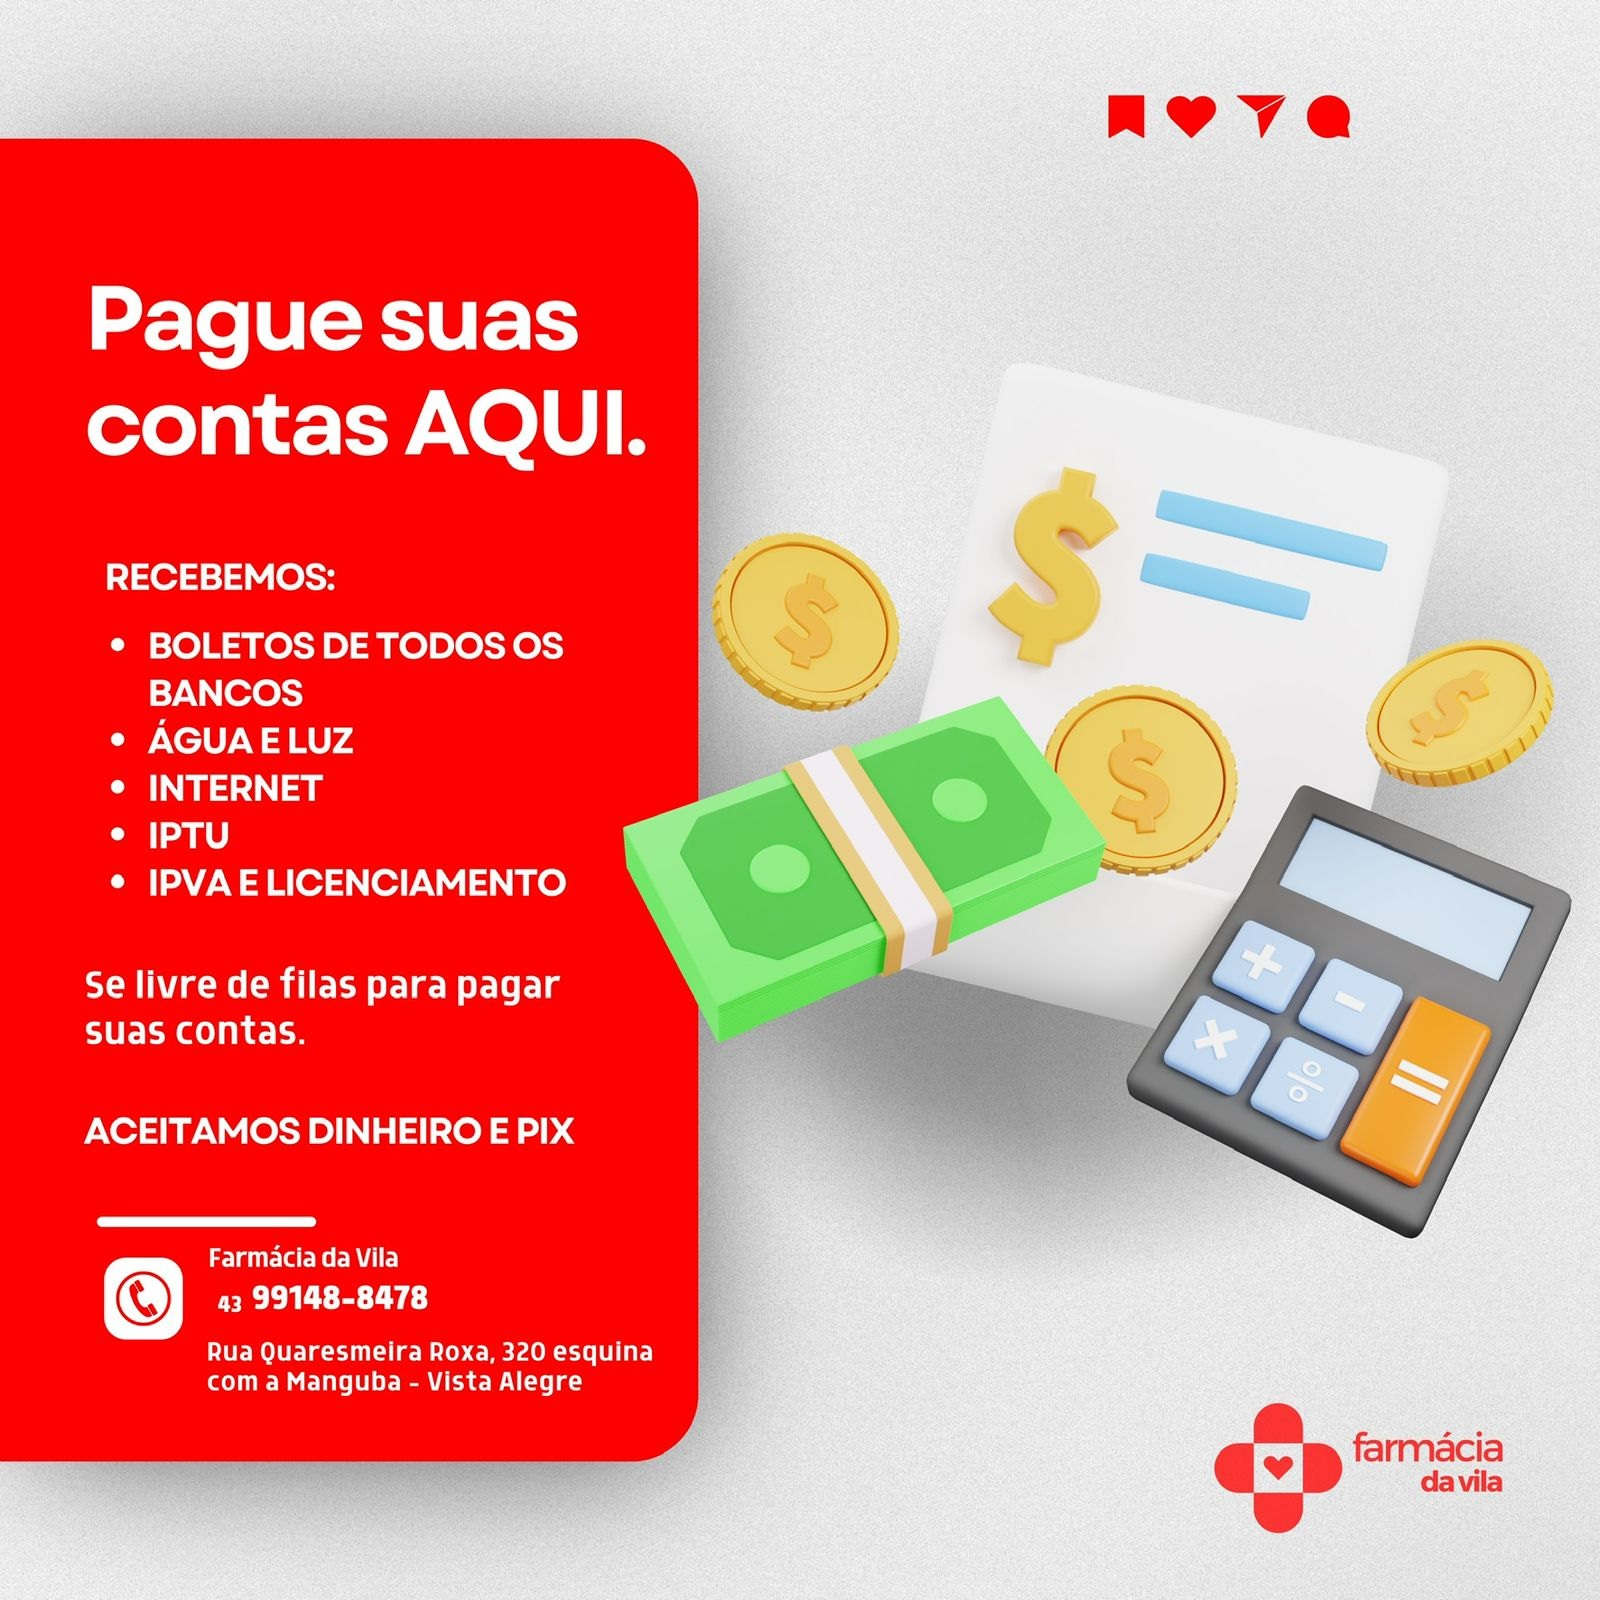 Pague suas
contas AQUI.
RECEBEMOS:
• BOLETOS DE TODOS OS
BANCOS
• ÁGUA E LUZ
• INTERNET
• IPTU
• IPVA E LICENCIAMENTO
Se livre de filas para pagar
suas contas.
ACEITAMOS DINHEIRO E PIX
Farmácia da Vila
43 99148-8478
Rua Quaresmeira Roxa, 320 esquina
com a Manguba - Vista Alegre
farmácia
da vila